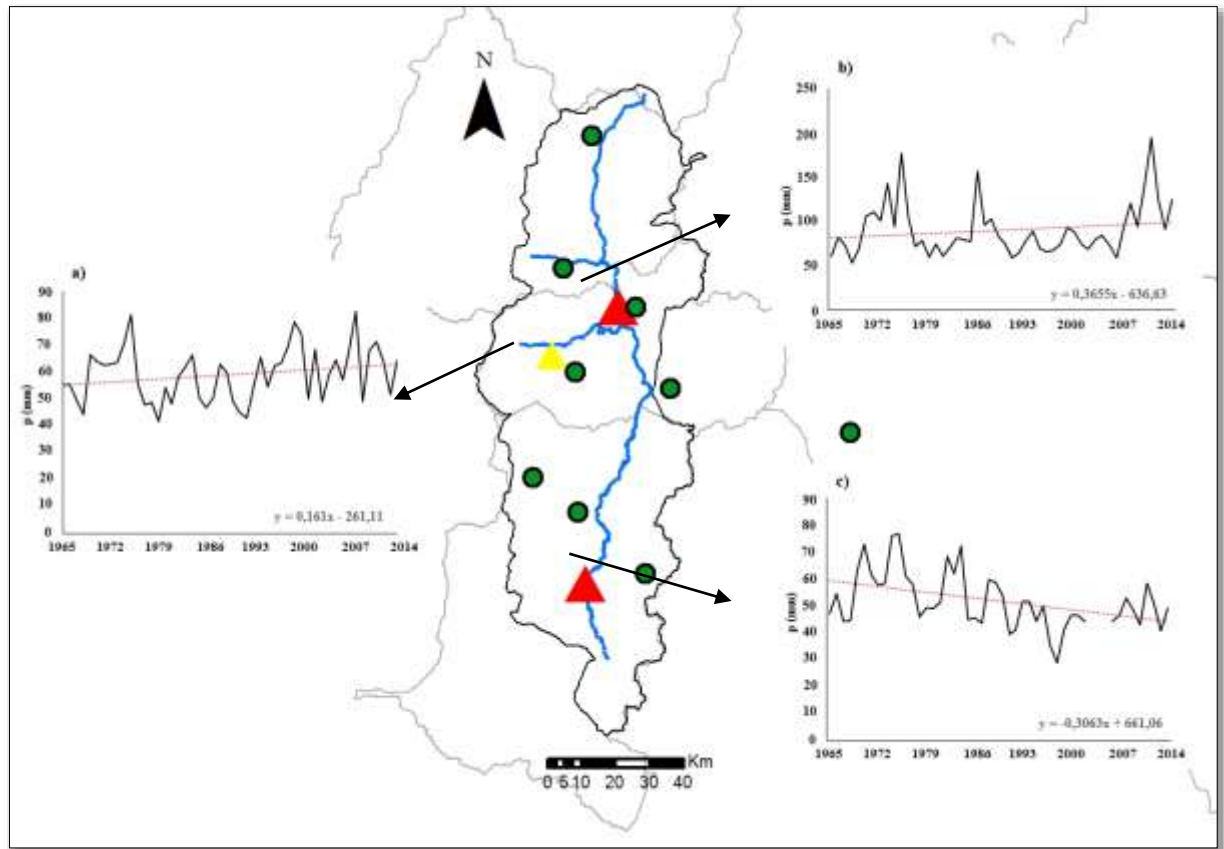 N
b)
250
200
150
100
50
0
p (mm)
y = 0,3655x - 636,63
1965 1972 1979 1986 1993 2000 2007 2014
a)
90
80
70
60
50
40
30
20
10
0
p (mm)
y = 0,161x - 261,11
1965 1972 1979 1986 1993 2000 2007 2014
c)
90
80
70
60
50
40
30
20
10
0
p (mm)
y = -0,3063x + 661,06
1965 1972 1979 1986 1993 2000 2007 2014
Km
0 5 10 20 30 40